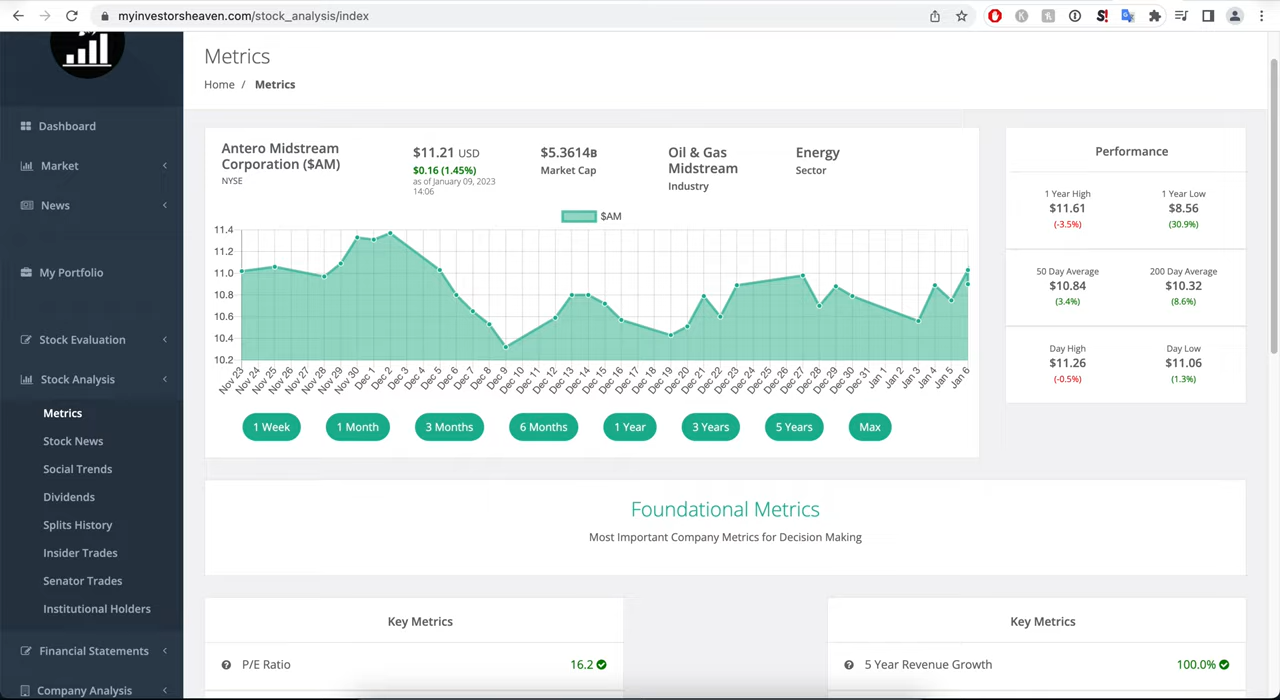 myinvestorsheaven.com/stock_analysis/index
Dashboard
Market
News
My Portfolio
Stock Evaluation
Stock Analysis
Metrics
Stock News
Social Trends
Dividends
Splits History
Insider Trades
Senator Trades
Institutional Holders
Financial Statements
Company Analysis
Metrics
Home / Metrics
Antero Midstream
Corporation ($AM)
NYSE
$11.21 USD
$0.16 (1.45%)
as of January 09, 2023
14:06
$5.3614B
Market Cap
Oil & Gas
Midstream
Industry
Energy
Sector
$AM
11.4
11.2
11.0
10.8
10.6
10.4
10.2
Nov 23
Nov 24
Nov 25
Nov 26
Nov 27
Nov 28
Nov 29
Nov 30
Dec 1
Dec 2
Dec 3
Dec 4
Dec 5
Dec 6
Dec 7
Dec 8
Dec 9
Dec 10
Dec 11
Dec 12
Dec 13
Dec 14
Dec 15
Dec 16
Dec 17
Dec 18
Dec 19
Dec 20
Dec 21
Dec 22
Dec 23
Dec 24
Dec 25
Dec 26
Dec 27
Dec 28
Dec 29
Dec 30
Dec 31
Jan 1
Jan 2
Jan 3
Jan 4
Jan 5
Jan 6
1 Week
1 Month
3 Months
6 Months
1 Year
3 Years
5 Years
Max
Performance
1 Year High
$11.61
(-3.5%)
1 Year Low
$8.56
(30.9%)
50 Day Average
$10.84
(3.4%)
200 Day Average
$10.32
(8.6%)
Day High
$11.26
(-0.5%)
Day Low
$11.06
(1.3%)
Foundational Metrics
Most Important Company Metrics for Decision Making
Key Metrics
P/E Ratio 16.2
Key Metrics
5 Year Revenue Growth 100.0%